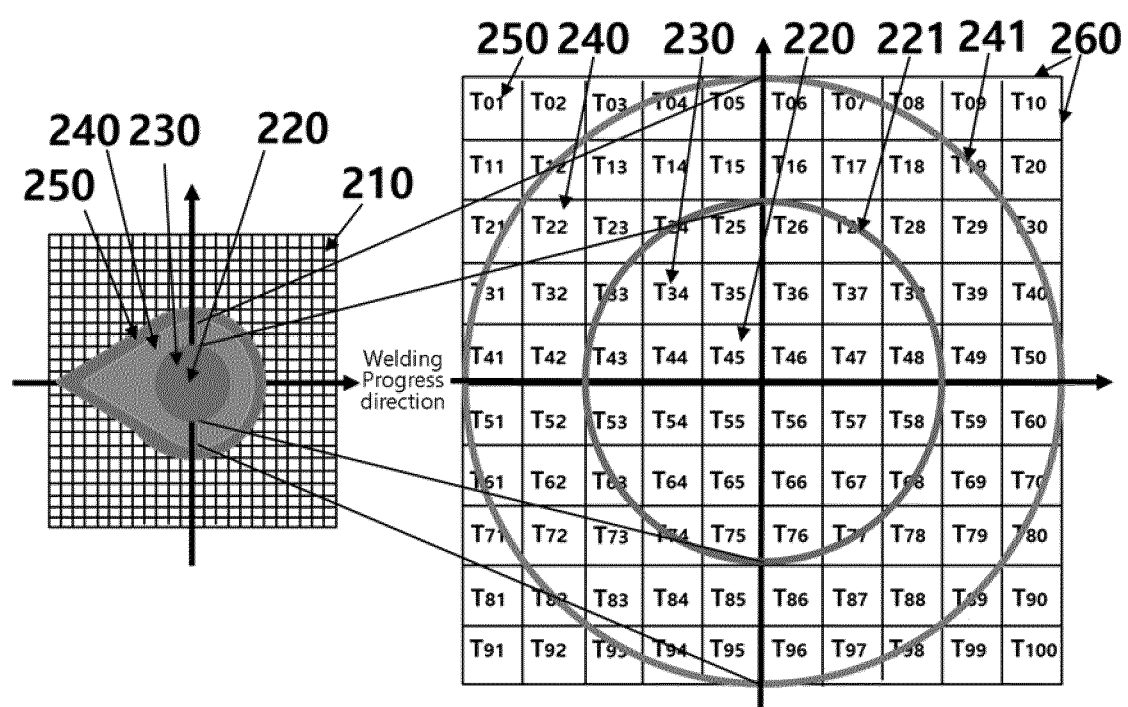 250 240 230 220 221 241 260
240 230 220
250 210
T01 T02 T03 T04 T05 T06 T07 T08 T09 T10
T11 T12 T13 T14 T15 T16 T17 T18 T19 T20
T21 T22 T23 T24 T25 T26 T27 T28 T29 T30
T31 T32 T33 T34 T35 T36 T37 T38 T39 T40
T41 T42 T43 T44 T45 T46 T47 T48 T49 T50
Welding
Progress
direction
T51 T52 T53 T54 T55 T56 T57 T58 T59 T60
T61 T62 T63 T64 T65 T66 T67 T68 T69 T70
T71 T72 T73 T74 T75 T76 T77 T78 T79 T80
T81 T82 T83 T84 T85 T86 T87 T88 T89 T90
T91 T92 T93 T94 T95 T96 T97 T98 T99 T100